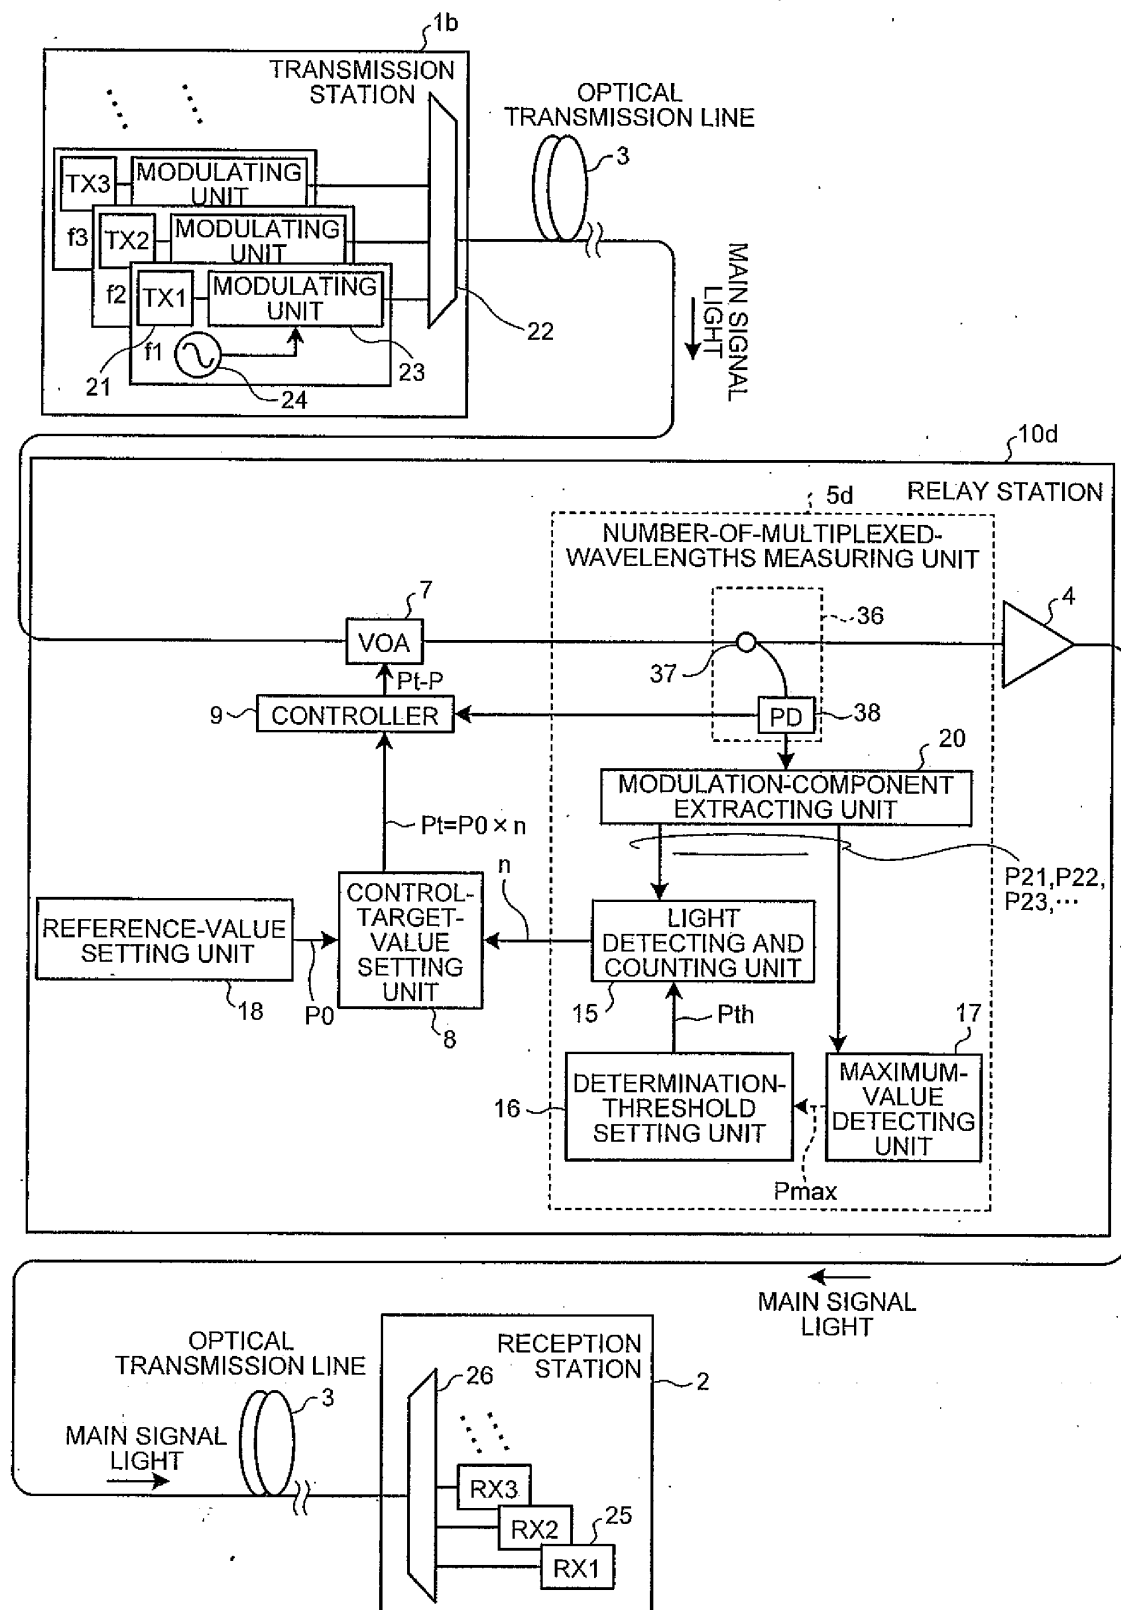 1b
TRANSMISSION
STATION
OPTICAL
TRANSMISSION LINE
3
TX3
MODULATING
UNIT
f3
TX2
MODULATING
UNIT
f2
TX1
MODULATING
UNIT
f1
21
24
23
22
MAIN SIGNAL
LIGHT
10d
RELAY STATION
5d
NUMBER-OF-MULTIPLEXED-
WAVELENGTHS MEASURING UNIT
7
VOA
36
4
37
Pt-P
9
CONTROLLER
PD
38
20
MODULATION-COMPONENT
EXTRACTING UNIT
Pt=P0×n
n
P21,P22,
P23,···
REFERENCE-VALUE
SETTING UNIT
CONTROL-
TARGET-
VALUE
SETTING
UNIT
LIGHT
DETECTING AND
COUNTING UNIT
18
P0
8
15
Pth
17
16
DETERMINATION-
THRESHOLD
SETTING UNIT
MAXIMUM-
VALUE
DETECTING
UNIT
Pmax
MAIN SIGNAL
LIGHT
OPTICAL
TRANSMISSION LINE
3
RECEPTION
STATION
26
2
MAIN SIGNAL
LIGHT
RX3
RX2
25
RX1